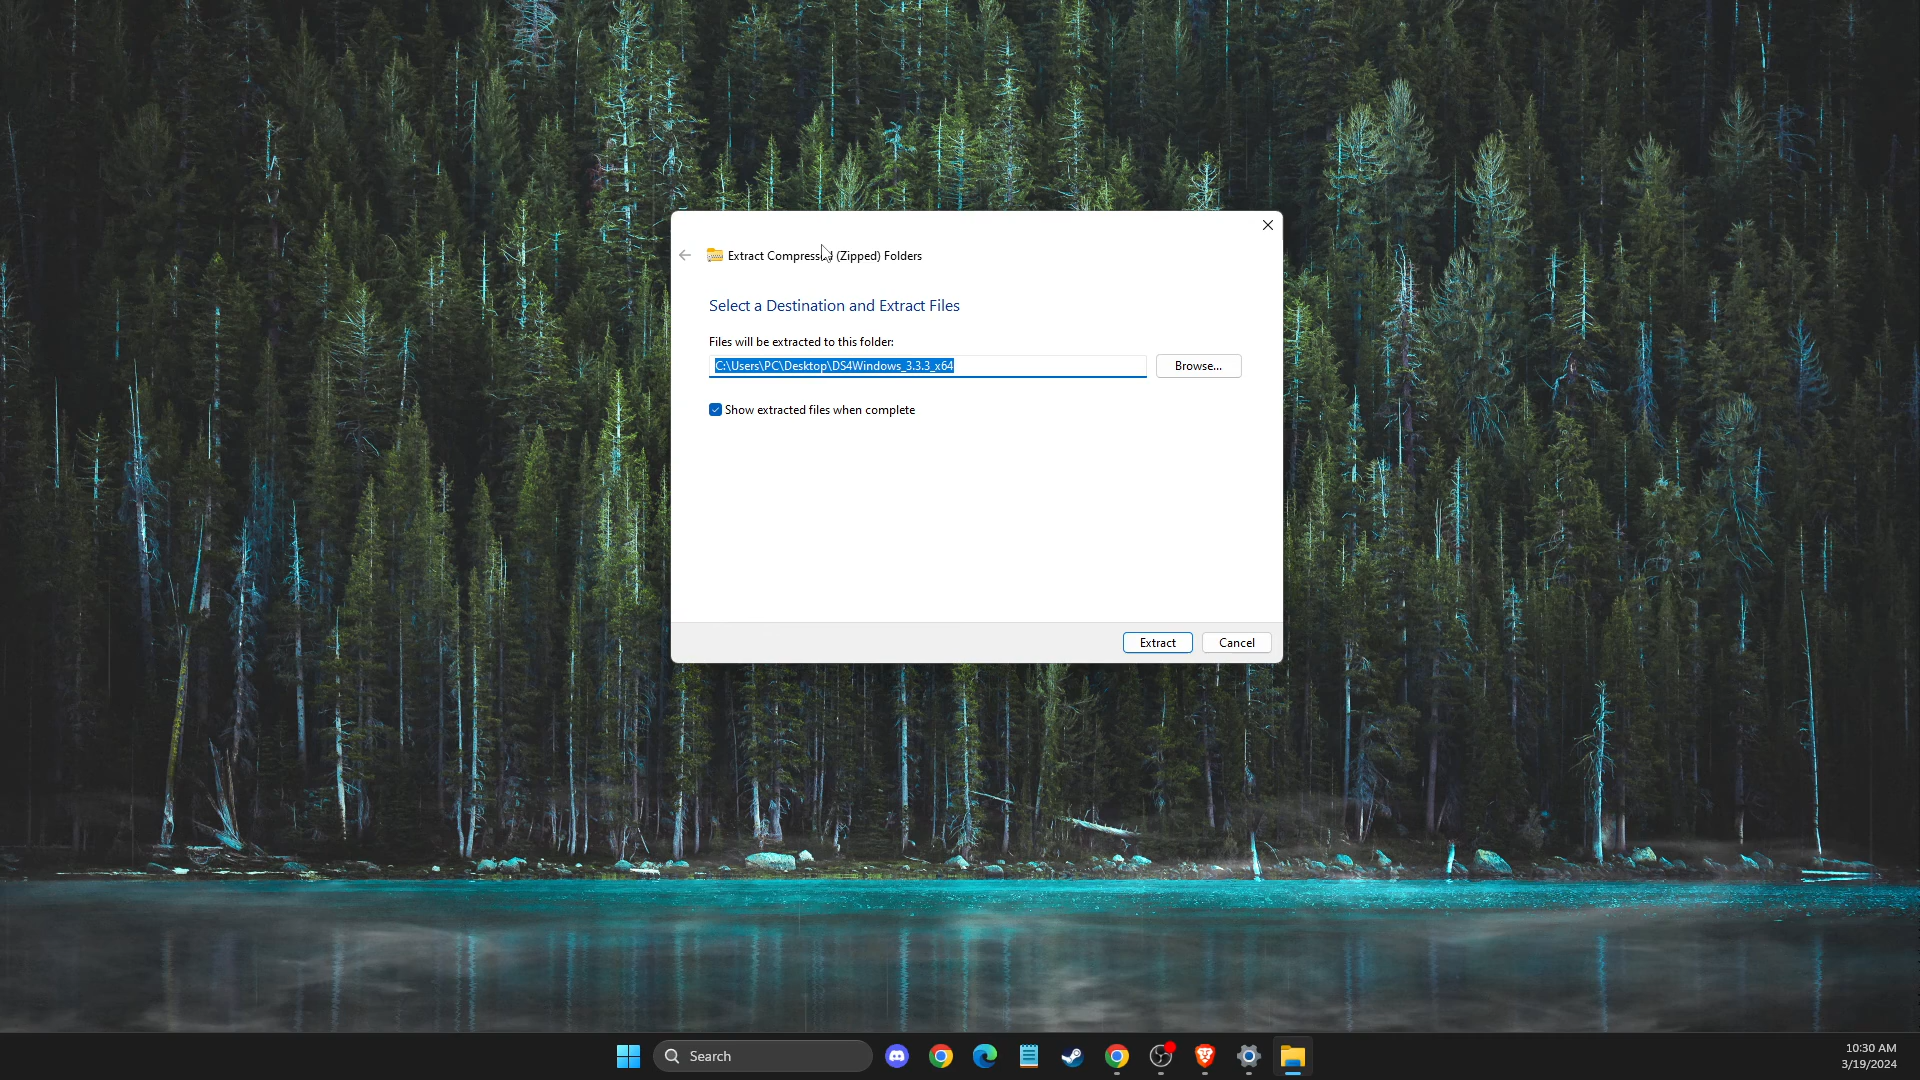 Extract Compressed (Zipped) Folders
Select a Destination and Extract Files
Files will be extracted to this folder:
C:\Users\PC\Desktop\DS4Windows_3.3.3_x64
Browse...
Show extracted files when complete
Extract
Cancel
Search
10:30 AM
3/19/2024